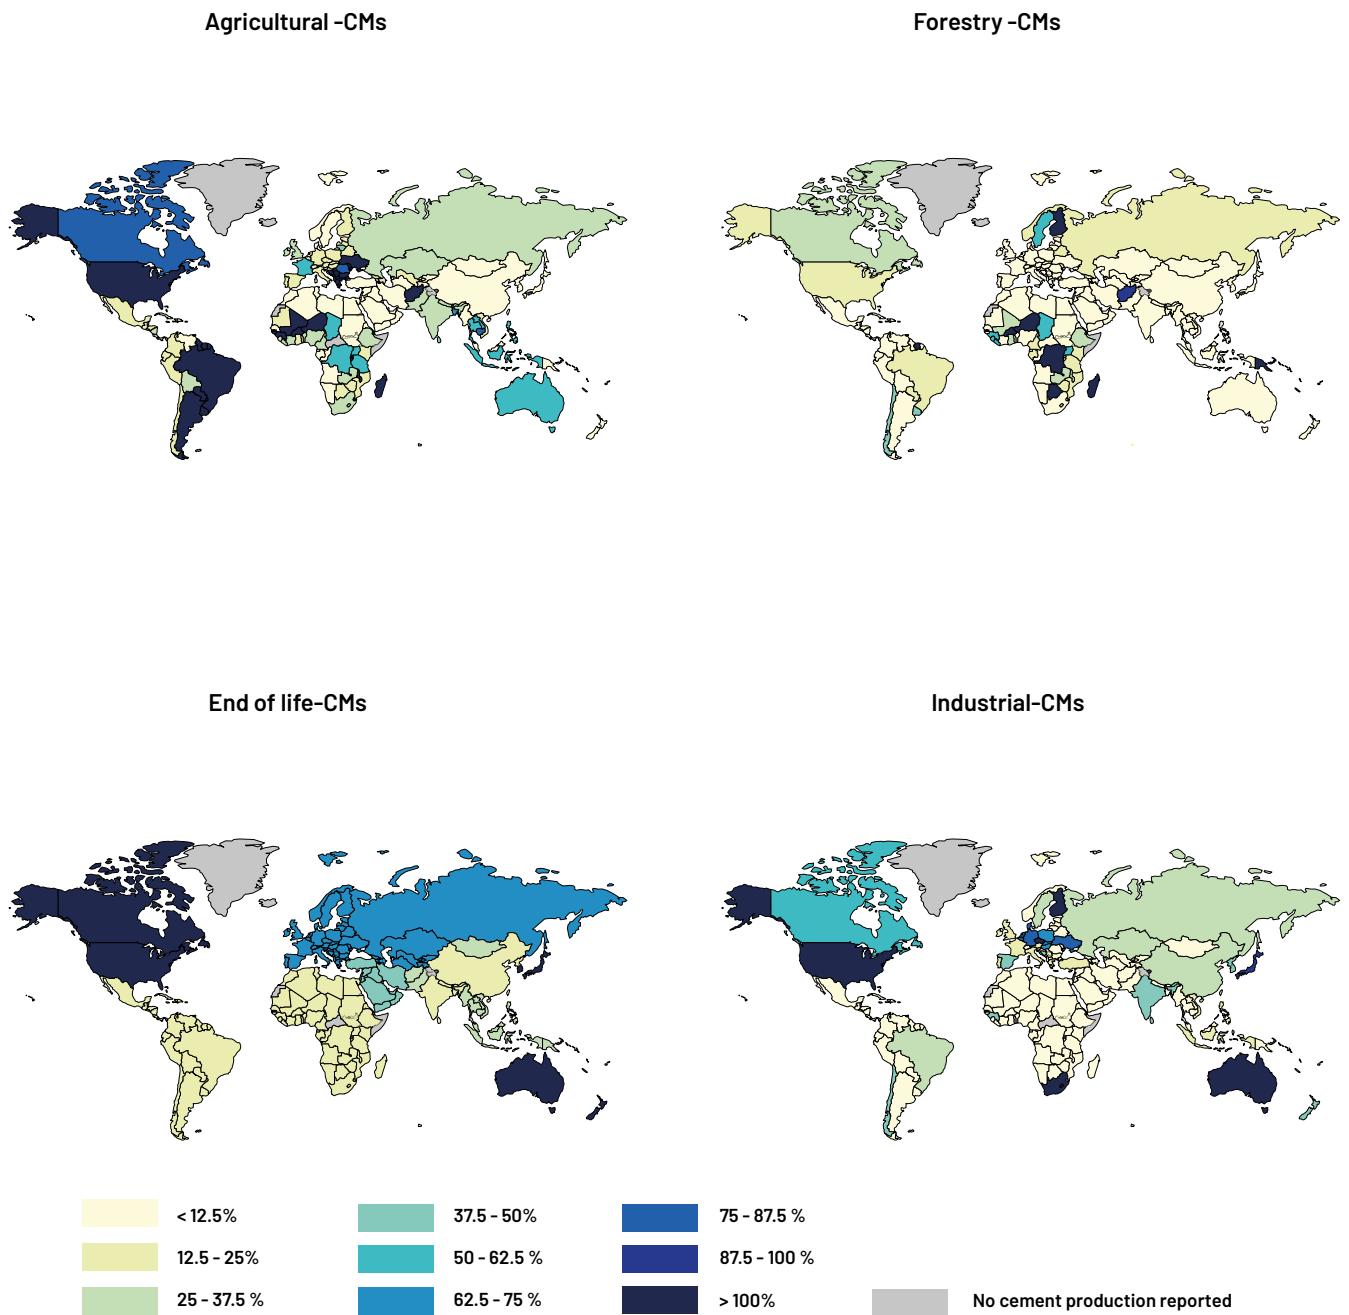 Agricultural -CMs
Forestry -CMs
End of life-CMs
Industrial-CMs
< 12.5%
37.5 - 50%
75 - 87.5 %
12.5 - 25%
50 - 62.5 %
87.5 - 100 %
25 - 37.5 %
62.5 - 75 %
> 100%
No cement production reported